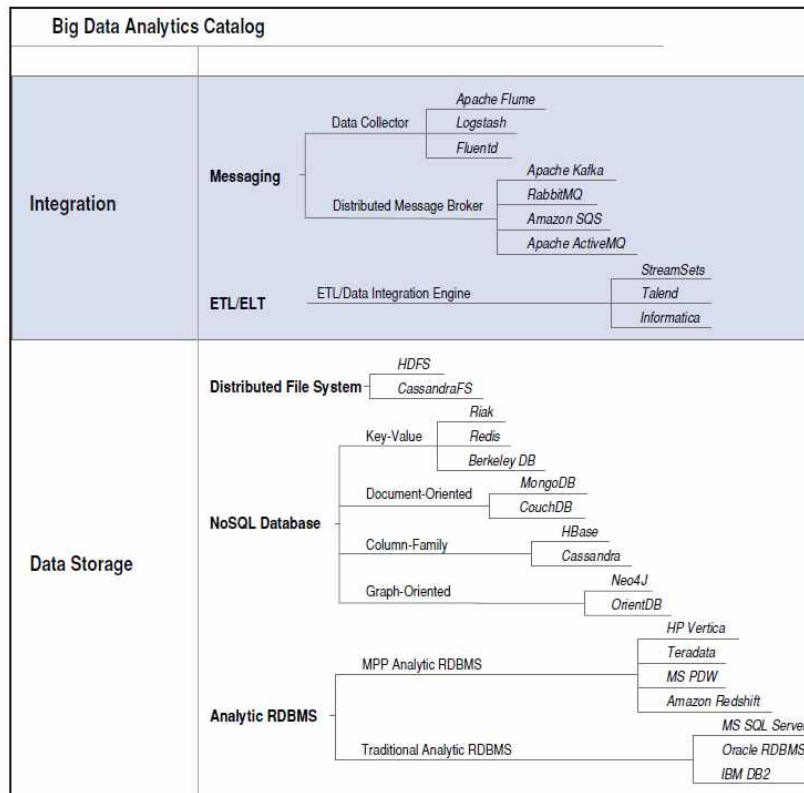 Big Data Analytics Catalog
Integration
Messaging
Data Collector
Apache Flume
Logstash
Fluentd
Distributed Message Broker
Apache Kafka
RabbitMQ
Amazon SQS
Apache ActiveMQ
ETL/ELT
ETL/Data Integration Engine
StreamSets
Talend
Informatica
Data Storage
Distributed File System
HDFS
CassandraFS
NoSQL Database
Key-Value
Riak
Redis
Berkeley DB
Document-Oriented
MongoDB
CouchDB
Column-Family
HBase
Cassandra
Graph-Oriented
Neo4J
OrientDB
Analytic RDBMS
MPP Analytic RDBMS
HP Vertica
Teradata
MS PDW
Amazon Redshift
Traditional Analytic RDBMS
MS SQL Server
Oracle RDBMS
IBM DB2